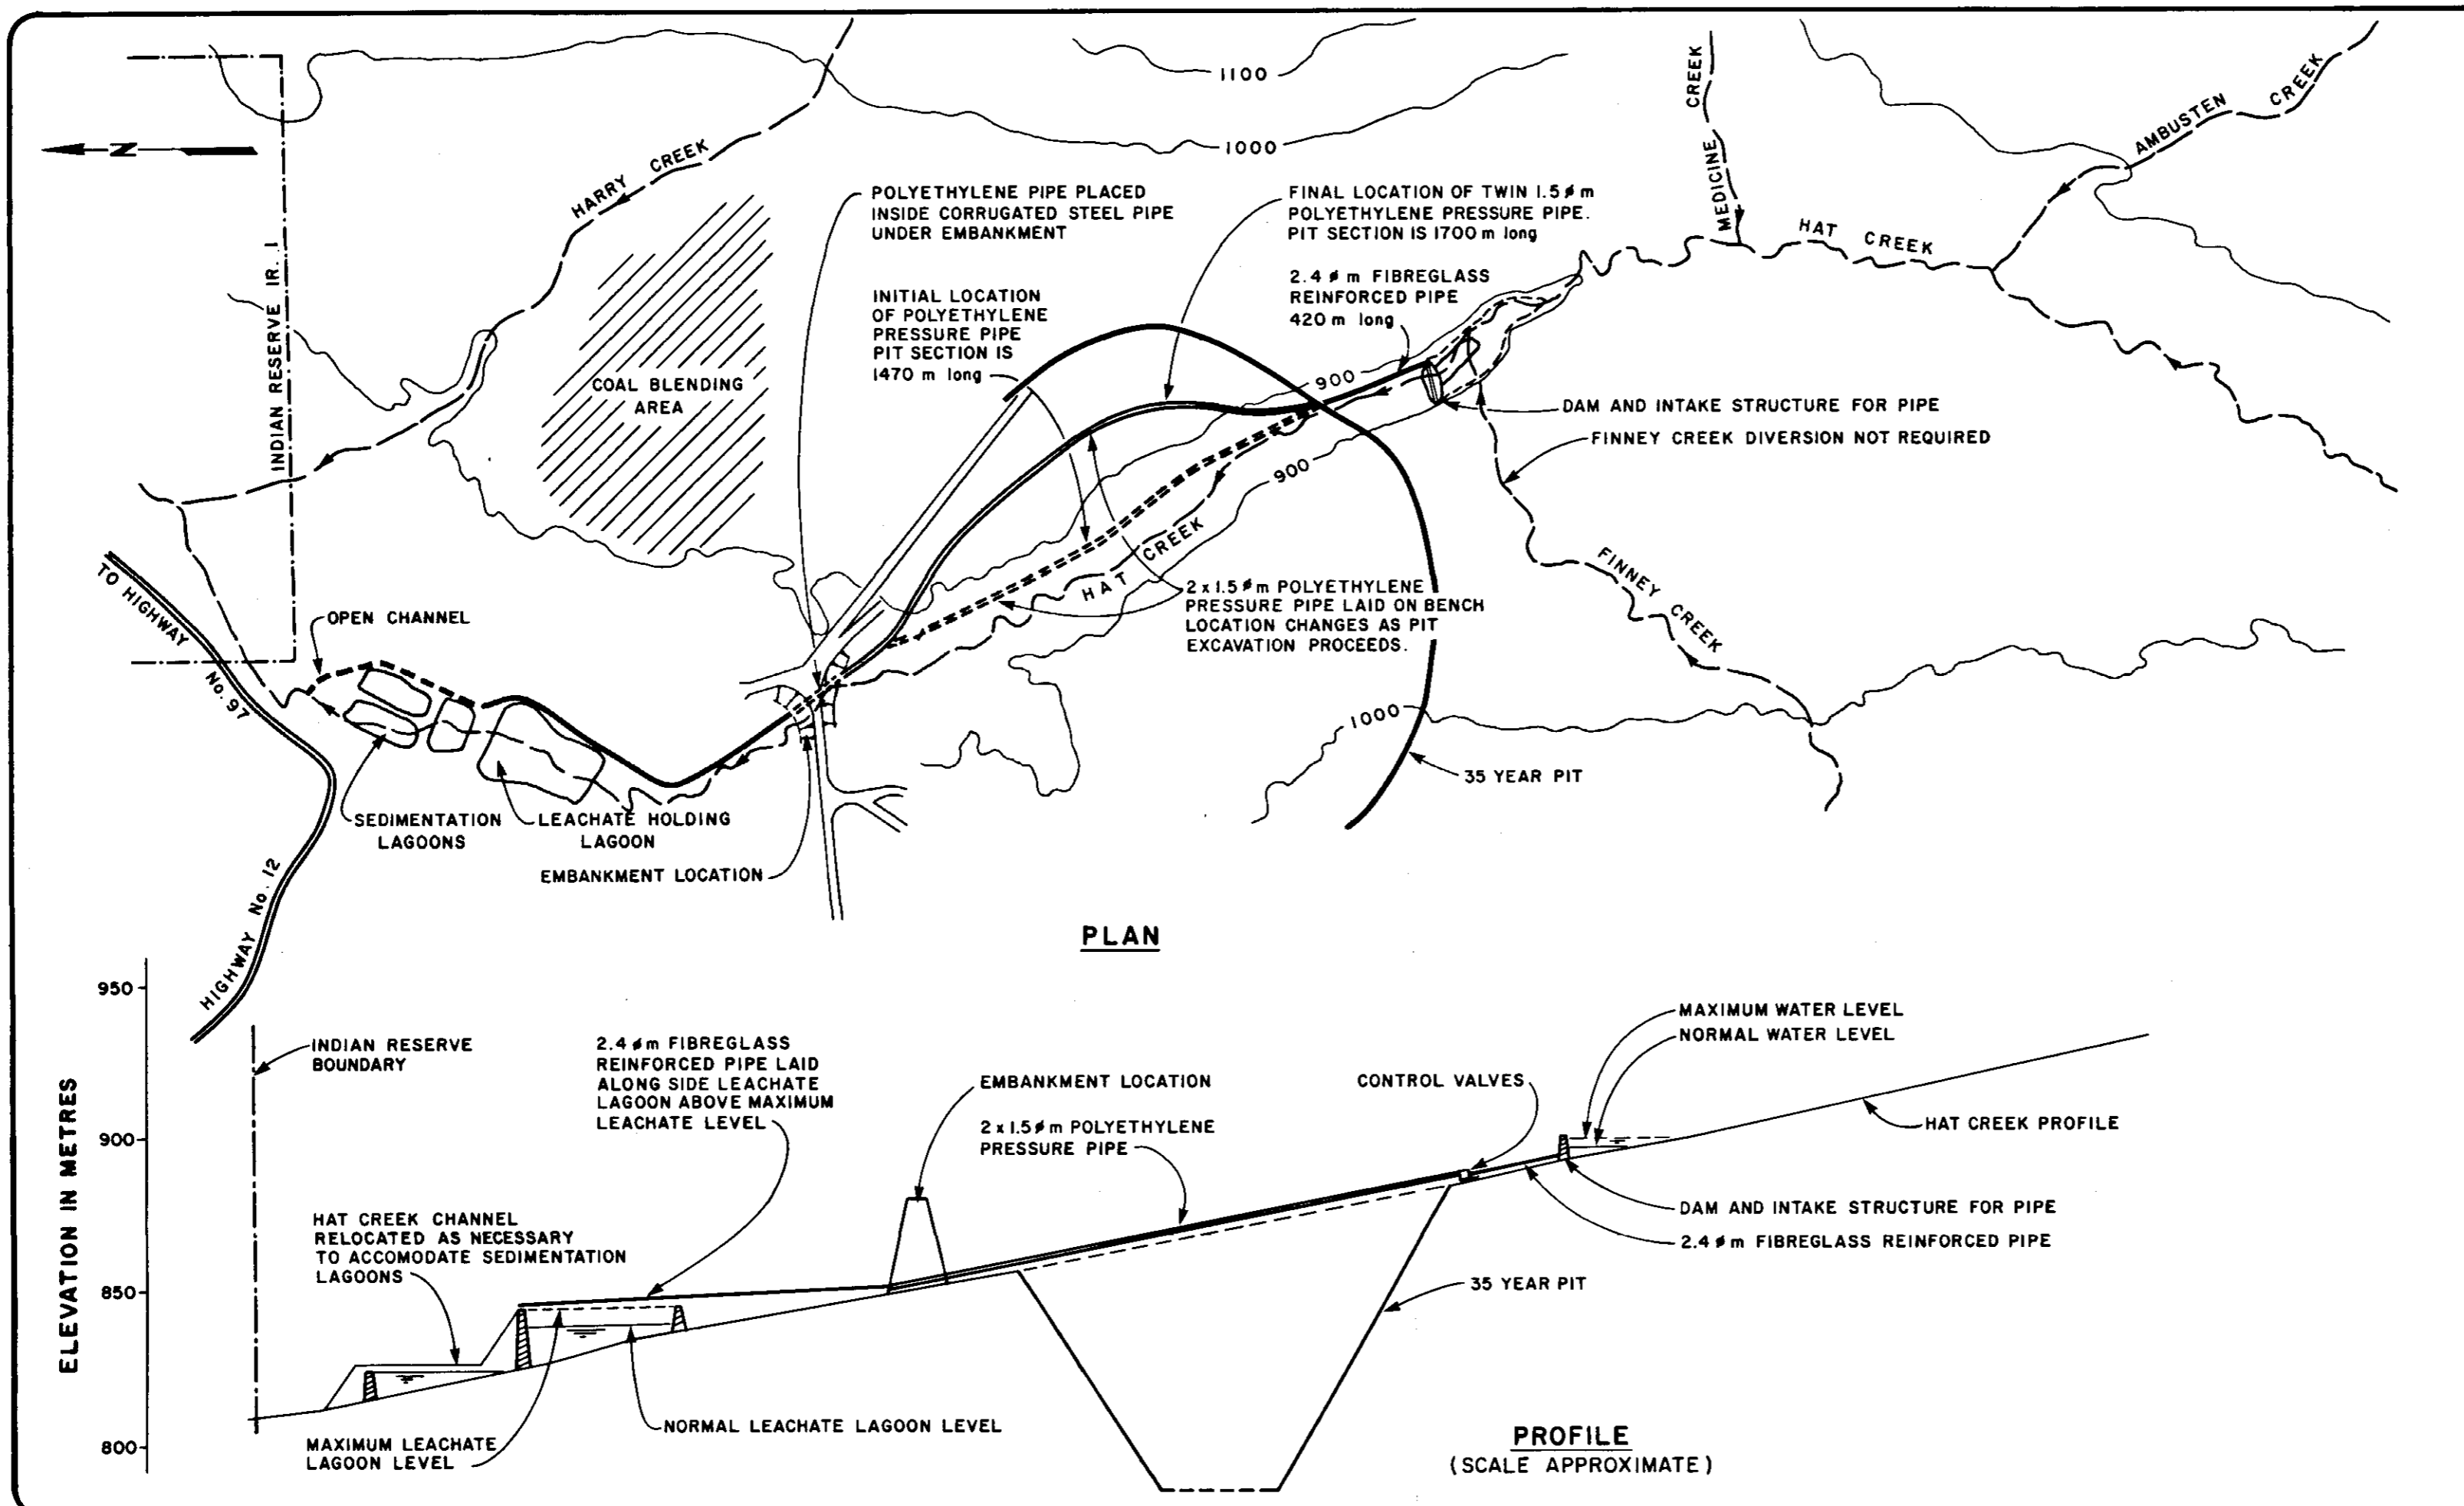 1100
1000
N
HARRY CREEK
MEDICINE CREEK
AMBUSTEN CREEK
HAT CREEK
INDIAN RESERVE IR. 1
POLYETHYLENE PIPE PLACED
INSIDE CORRUGATED STEEL PIPE
UNDER EMBANKMENT
FINAL LOCATION OF TWIN 1.5 ø m
POLYETHYLENE PRESSURE PIPE.
PIT SECTION IS 1700 m long
2.4 ø m FIBREGLASS
REINFORCED PIPE
420 m long
INITIAL LOCATION
OF POLYETHYLENE
PRESSURE PIPE
PIT SECTION IS
1470 m long
COAL BLENDING
AREA
900
DAM AND INTAKE STRUCTURE FOR PIPE
FINNEY CREEK DIVERSION NOT REQUIRED
900
HAT CREEK
FINNEY CREEK
2 x 1.5 ø m POLYETHYLENE
PRESSURE PIPE LAID ON BENCH
LOCATION CHANGES AS PIT
EXCAVATION PROCEEDS.
TO HIGHWAY
No. 97
OPEN CHANNEL
1000
35 YEAR PIT
SEDIMENTATION
LAGOONS
LEACHATE HOLDING
LAGOON
EMBANKMENT LOCATION
HIGHWAY No. 12
PLAN
950
900
850
800
ELEVATION IN METRES
INDIAN RESERVE
BOUNDARY
2.4 ø m FIBREGLASS
REINFORCED PIPE LAID
ALONG SIDE LEACHATE
LAGOON ABOVE MAXIMUM
LEACHATE LEVEL
EMBANKMENT LOCATION
2 x 1.5 ø m POLYETHYLENE
PRESSURE PIPE
CONTROL VALVES
MAXIMUM WATER LEVEL
NORMAL WATER LEVEL
HAT CREEK PROFILE
HAT CREEK CHANNEL
RELOCATED AS NECESSARY
TO ACCOMODATE SEDIMENTATION
LAGOONS
DAM AND INTAKE STRUCTURE FOR PIPE
2.4 ø m FIBREGLASS REINFORCED PIPE
35 YEAR PIT
NORMAL LEACHATE LAGOON LEVEL
MAXIMUM LEACHATE
LAGOON LEVEL
PROFILE
(SCALE APPROXIMATE)